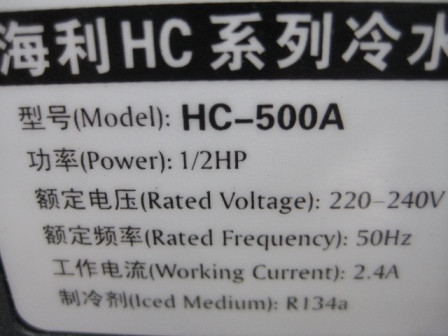 海利HC系列冷水
型号(Model): HC-500A
功率(Power): 1/2HP
额定电压(Rated Voltage): 220-240V
额定频率(Rated Frequency): 50Hz
工作电流(Working Current): 2.4A
制冷剂(Iced Medium): R134a